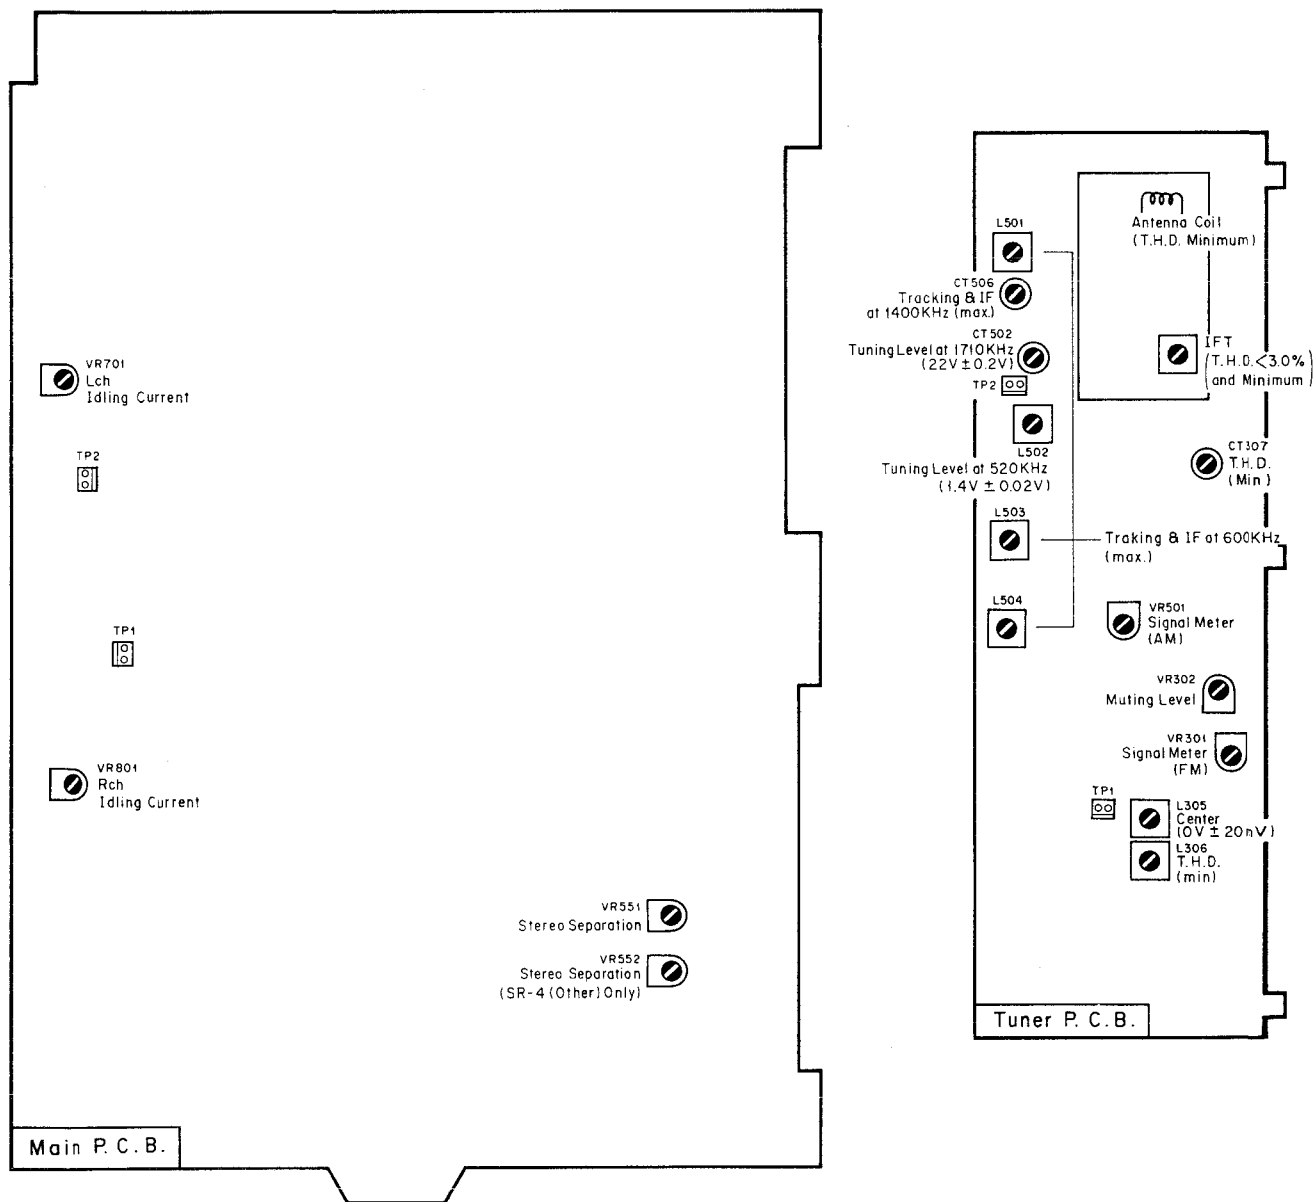 VR701
Lch
Idling Current
TP2
TP1
VR801
Rch
Idling Current
VR551
Stereo Separation
VR552
Stereo Separation
(SR-4 (Other) Only)
Main P.C.B.
Antenna Coil
(T.H.D. Minimum)
L501
CT506
Tracking & IF
at 1400KHz (max.)
CT502
Tuning Level at 1710KHz
(22V ± 0.2V)
TP2
IFT
(T.H.D. < 3.0%
and Minimum)
L502
Tuning Level at 520KHz
(1.4V ± 0.02V)
CT307
T.H.D.
(Min)
L503
Traking & IF at 600KHz
(max.)
L504
VR501
Signal Meter
(AM)
VR302
Muting Level
VR301
Signal Meter
(FM)
TP1
L305
Center
(0V ± 20mV)
L306
T.H.D.
(min)
Tuner P.C.B.